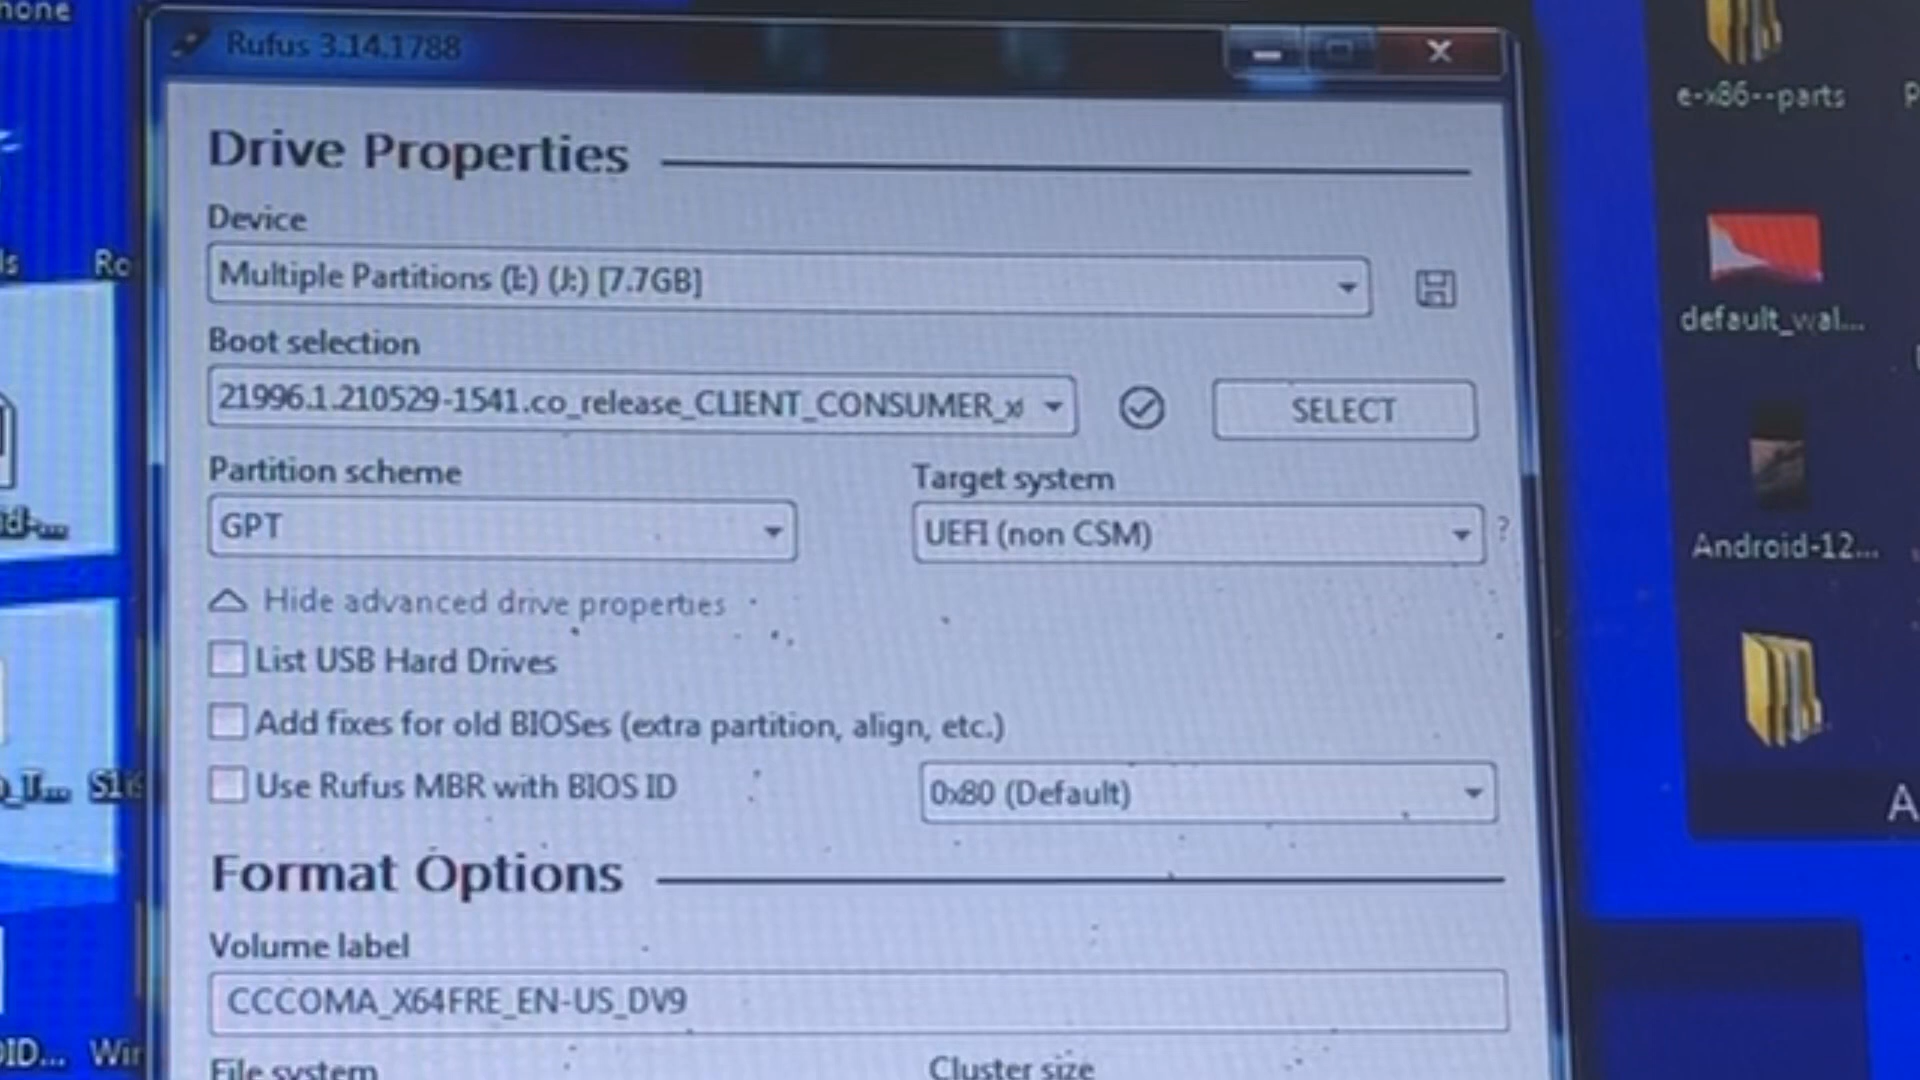 Rufus 3.14.1788
Drive Properties
Device
Multiple Partitions (I:) (J:) [7.7GB]
Boot selection
21996.1.210529-1541.co_release_CLIENT_CONSUMER_x
SELECT
Partition scheme
Target system
GPT
UEFI (non CSM)
?
Hide advanced drive properties
List USB Hard Drives
Add fixes for old BIOSes (extra partition, align, etc.)
Use Rufus MBR with BIOS ID
0x80 (Default)
Format Options
Volume label
CCCOMA_X64FRE_EN-US_DV9
File system
Cluster size
e-x86--parts
default_wal...
Android-12...
Ro
Win